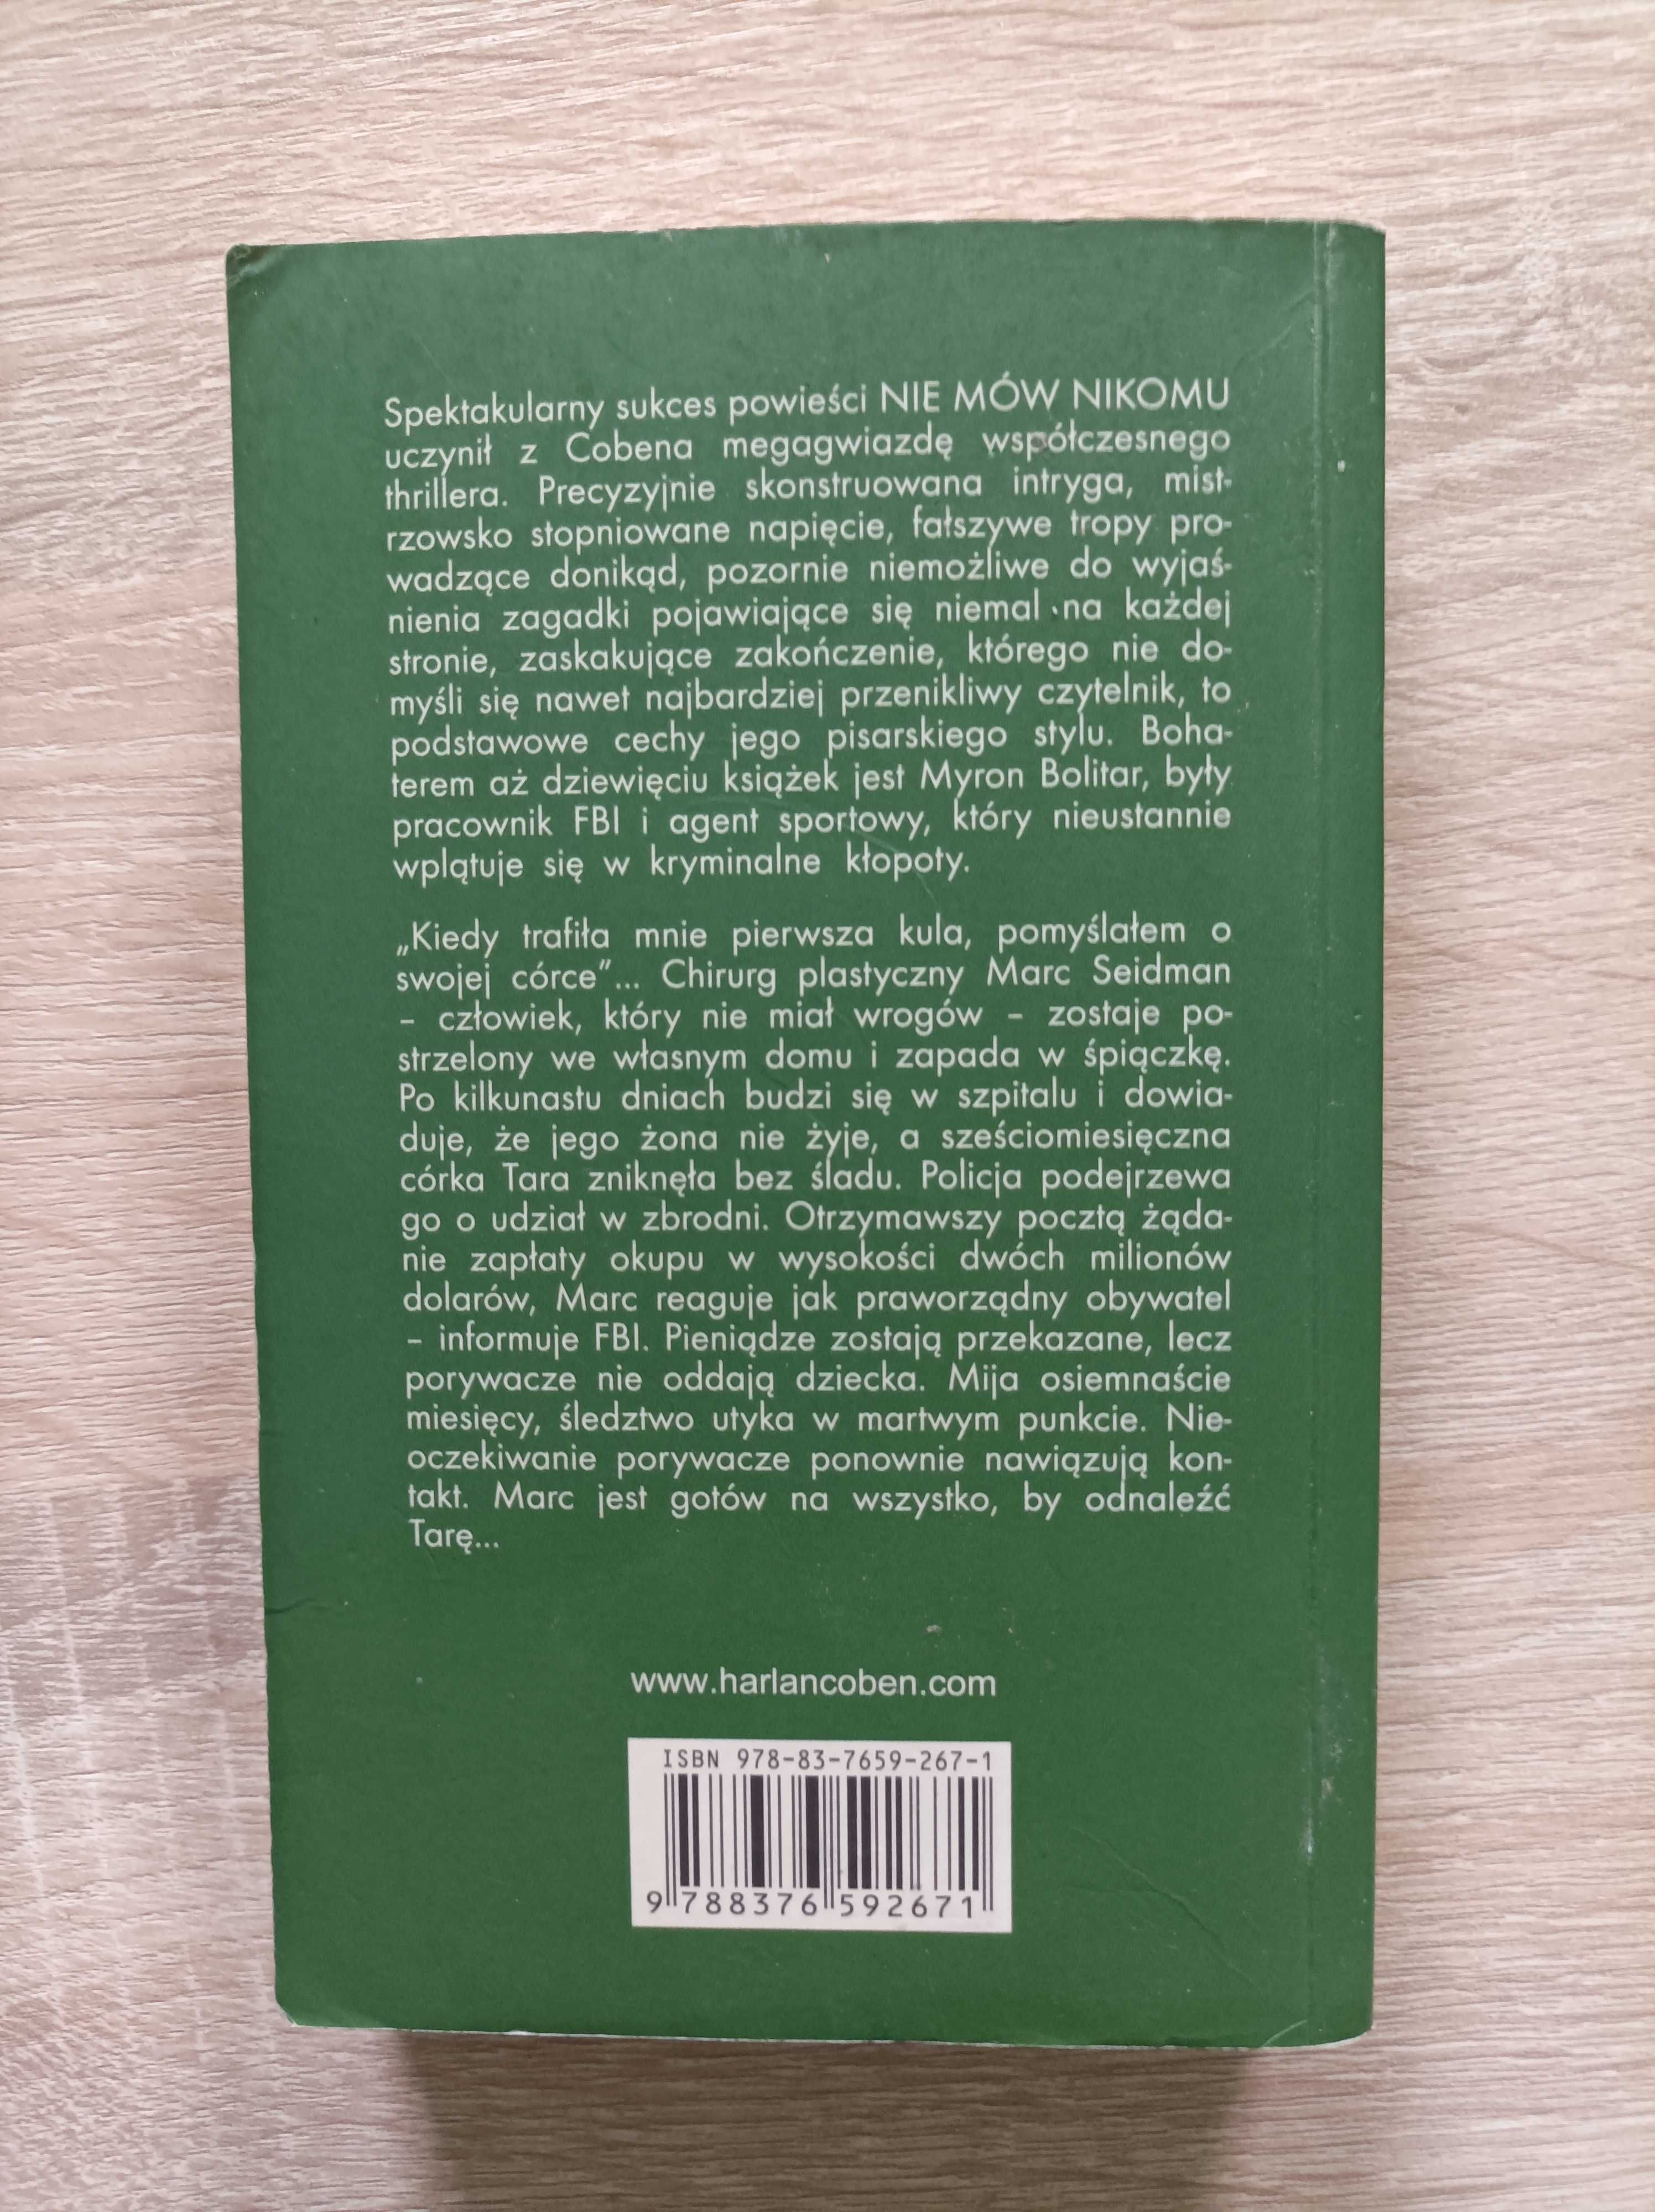 Spektakularny sukces powieści NIE MÓW NIKOMU
uczynił z Cobena megagwiazdę współczesnego
thrillera. Precyzyjnie skonstruowana intryga, mist-
rzowsko stopniowane napięcie, fałszywe tropy pro-
wadzące donikąd, pozornie niemożliwe do wyjaś-
nienia zagadki pojawiające się niemal na każdej
stronie, zaskakujące zakończenie, którego nie do-
myśli się nawet najbardziej przenikliwy czytelnik, to
podstawowe cechy jego pisarskiego stylu. Boha-
terem aż dziewięciu książek jest Myron Bolitar, były
pracownik FBI i agent sportowy, który nieustannie
wplątuje się w kryminalne kłopoty.
„Kiedy trafiła mnie pierwsza kula, pomyślałem o
swojej córce”... Chirurg plastyczny Marc Seidman
– człowiek, który nie miał wrogów – zostaje po-
strzelony we własnym domu i zapada w śpiączkę.
Po kilkunastu dniach budzi się w szpitalu i dowia-
duje, że jego żona nie żyje, a sześciomiesięczna
córka Tara zniknęła bez śladu. Policja podejrzewa
go o udział w zbrodni. Otrzymawszy pocztą żąda-
nie zapłaty okupu w wysokości dwóch milionów
dolarów, Marc reaguje jak praworządny obywatel
– informuje FBI. Pieniądze zostają przekazane, lecz
porywacze nie oddają dziecka. Mija osiemnaście
miesięcy, śledztwo utyka w martwym punkcie. Nie-
oczekiwanie porywacze ponownie nawiązują kon-
takt. Marc jest gotów na wszystko, by odnaleźć
Tarę...
www.harlancoben.com
ISBN 978-83-7659-267-1
9 788376 592671